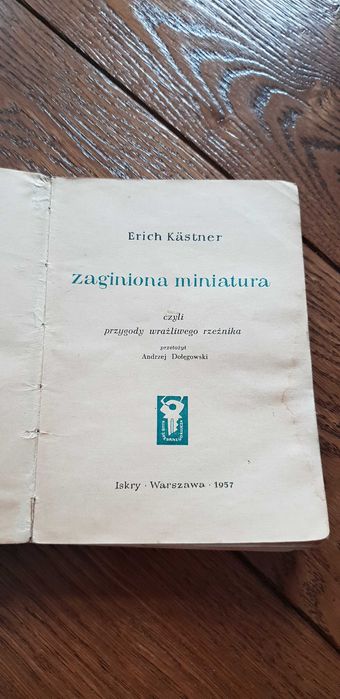 Erich Kästner
zaginiona miniatura
czyli
przygody wrażliwego rzeźnika
przełożył
Andrzej Dołęgowski
Iskry · Warszawa · 1957